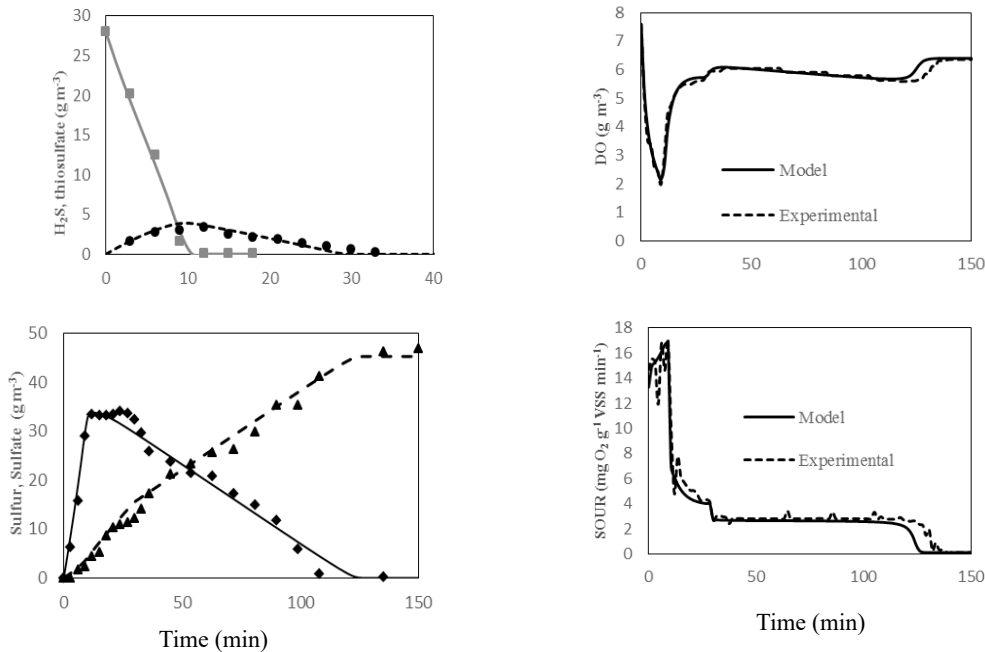 H₂S, thiosulfate (g m⁻³)
30
25
20
15
10
5
0
0 10 20 30 40
DO (g m⁻³)
8
7
6
5
4
3
2
1
0
Model
Experimental
0 50 100 150
Sulfur, Sulfate (g m⁻³)
50
40
30
20
10
0
0 50 100 150
Time (min)
SOUR (mg O₂ g⁻¹ VSS min⁻¹)
18
16
14
12
10
8
6
4
2
0
Model
Experimental
0 50 100 150
Time (min)